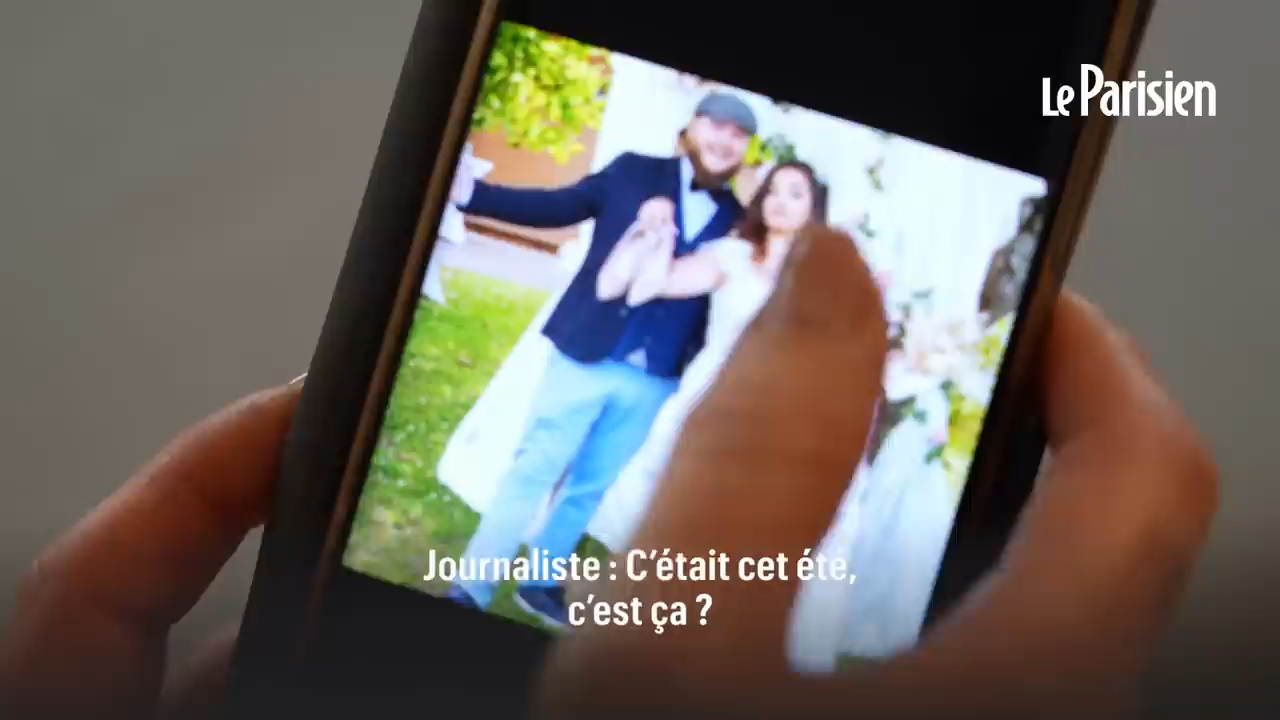 Le Parisien
Journaliste : C’était cet été,
c’est ça ?